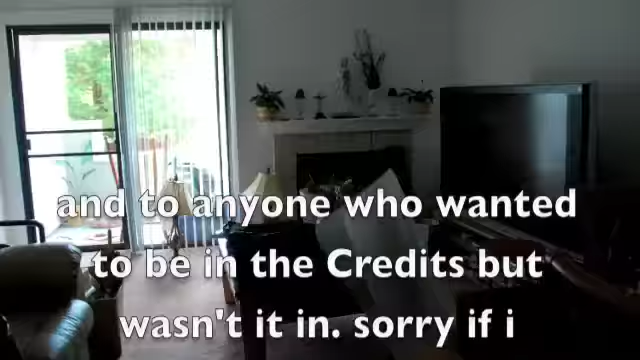 and to anyone who wanted
to be in the Credits but
wasn't it in. sorry if i